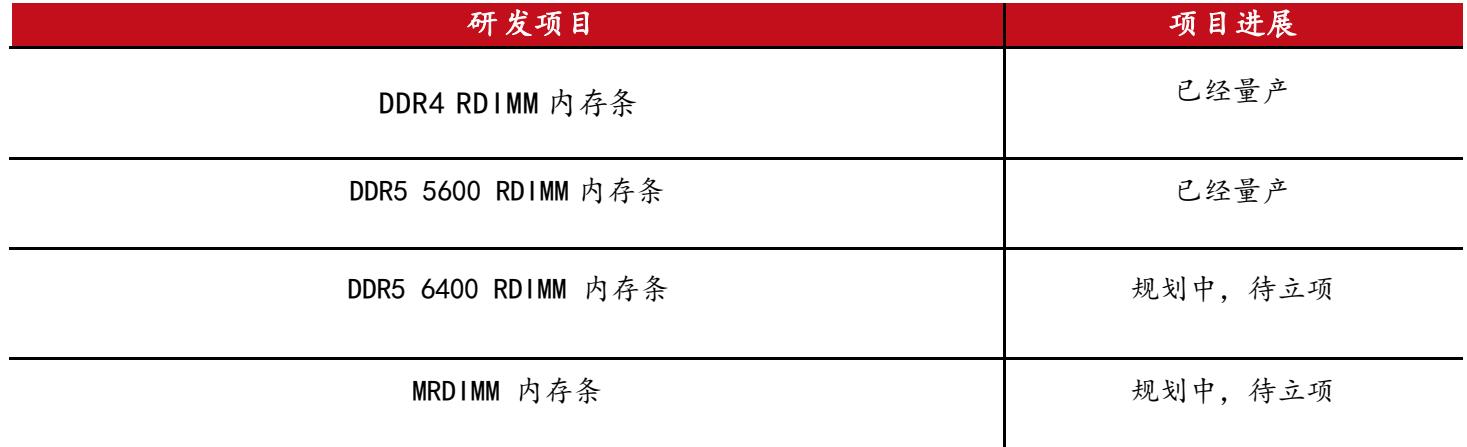 研发项目 项目进展
DDR4 RDIMM 内存条 已经量产
DDR5 5600 RDIMM 内存条 已经量产
DDR5 6400 RDIMM 内存条 规划中，待立项
MRDIMM 内存条 规划中，待立项